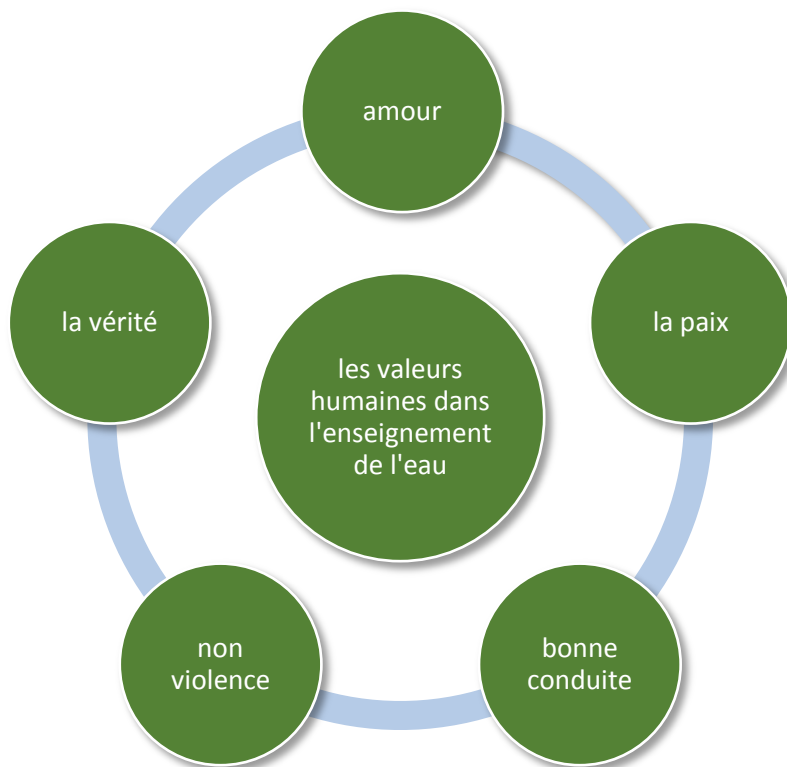 amour
la vérité
la paix
les valeurs
humaines dans
l'enseignement
de l'eau
non
violence
bonne
conduite